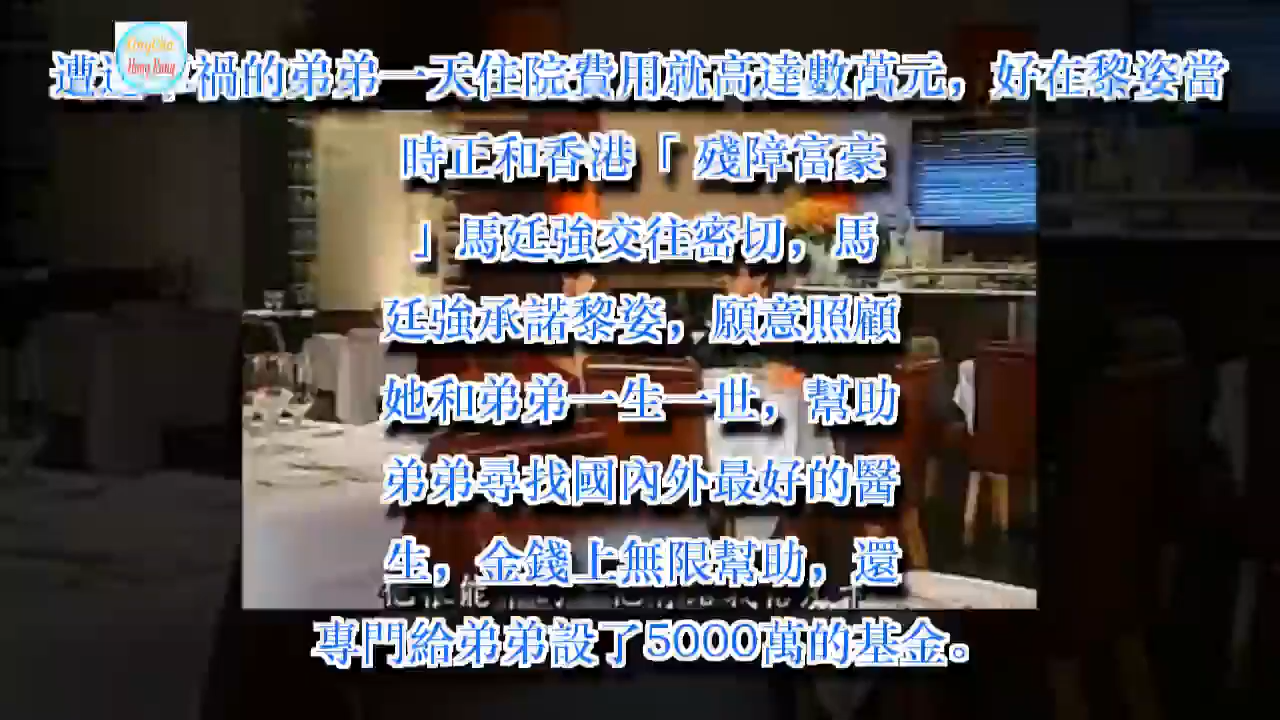 遭遇車禍的弟弟一天住院費用就高達數萬元，好在黎姿當
時正和香港「 殘障富豪
」馬廷強交往密切，馬
廷強承諾黎姿，願意照顧
她和弟弟一生一世，幫助
弟弟尋找國內外最好的醫
生，金錢上無限幫助，還
專門給弟弟設了5000萬的基金。
Hong Kong